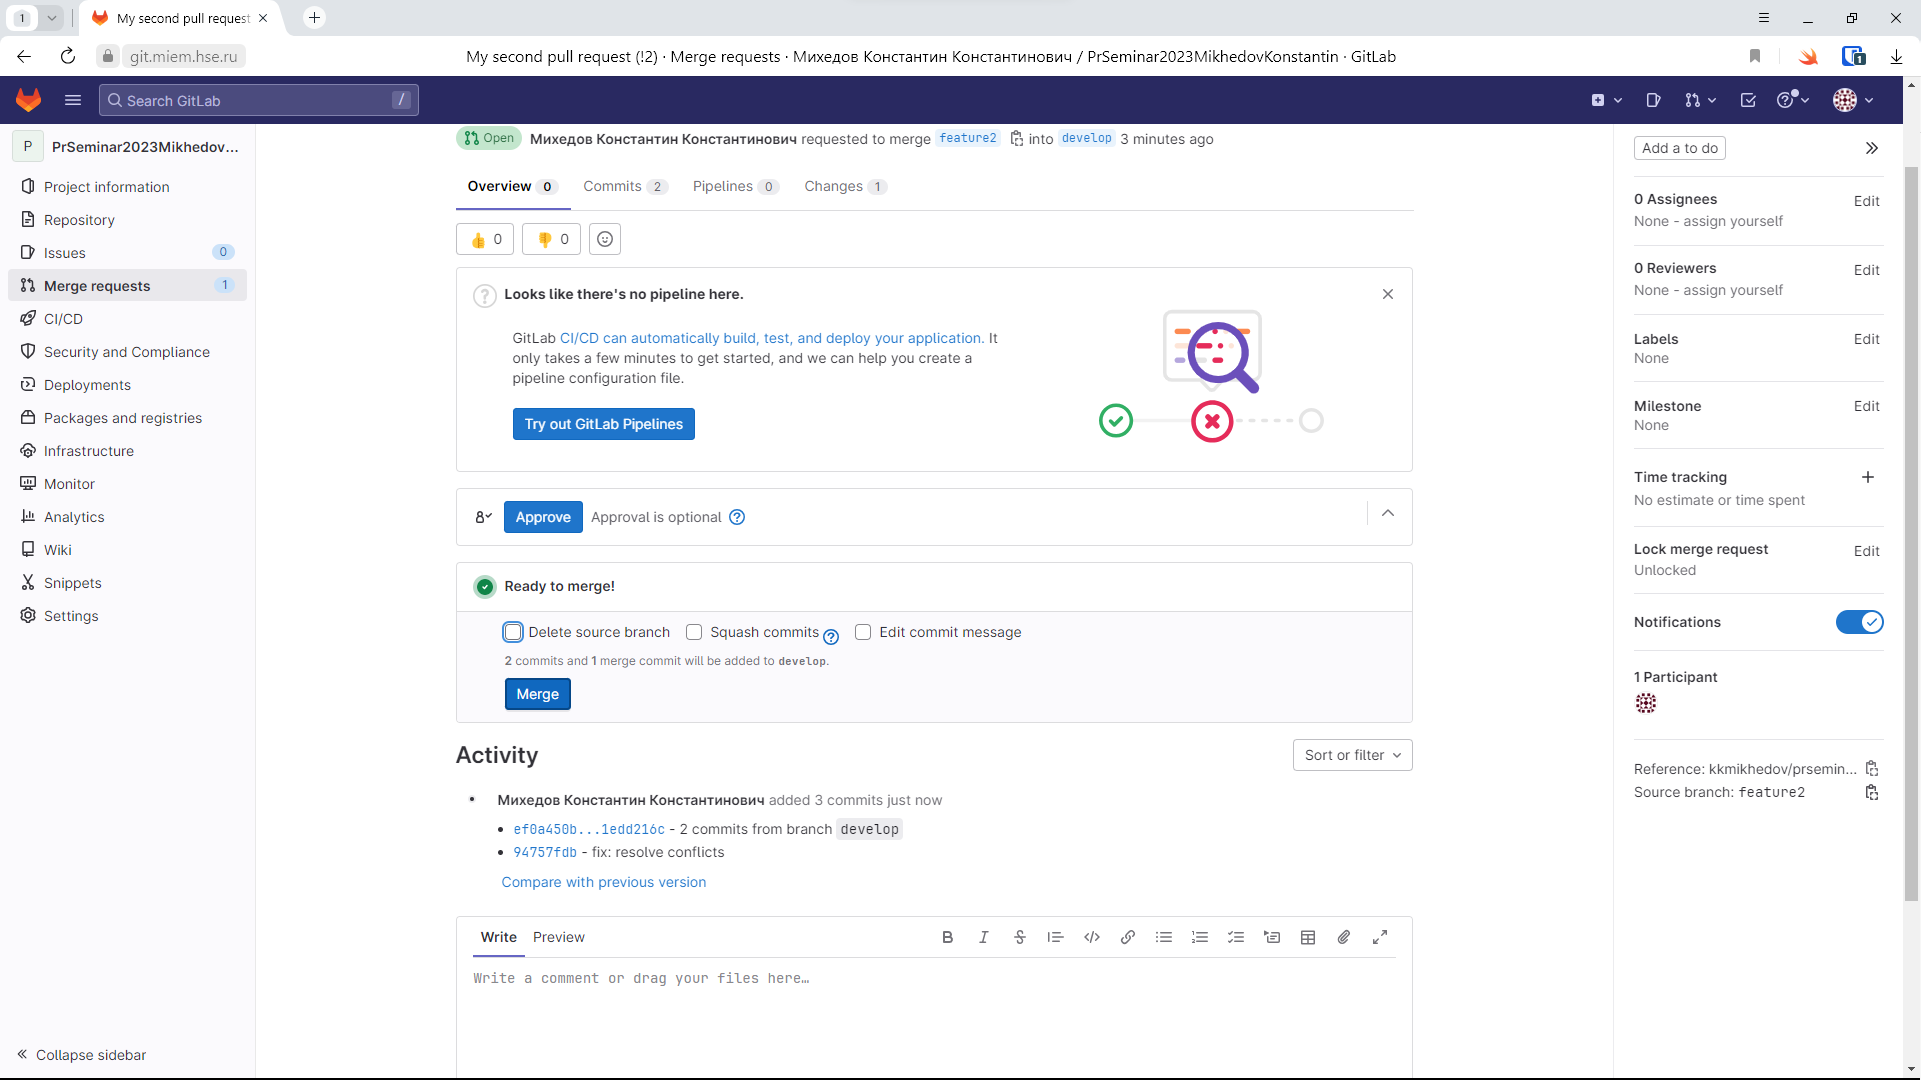 1
My second pull request
git.miem.hse.ru
My second pull request (!2) · Merge requests · Михедов Константин Константинович / PrSeminar2023MikhedovKonstantin · GitLab
1
Search GitLab /
P PrSeminar2023Mikhedov...
Project information
Repository
Issues 0
Merge requests 1
CI/CD
Security and Compliance
Deployments
Packages and registries
Infrastructure
Monitor
Analytics
Wiki
Snippets
Settings
Collapse sidebar
Open Михедов Константин Константинович requested to merge feature2 into develop 3 minutes ago
Overview 0 Commits 2 Pipelines 0 Changes 1
0 0
Looks like there's no pipeline here.
GitLab CI/CD can automatically build, test, and deploy your application. It
only takes a few minutes to get started, and we can help you create a
pipeline configuration file.
Try out GitLab Pipelines
Approve Approval is optional
Ready to merge!
Delete source branch Squash commits Edit commit message
2 commits and 1 merge commit will be added to develop.
Merge
Activity
Sort or filter
Михедов Константин Константинович added 3 commits just now
ef0a450b...1edd216c - 2 commits from branch develop
94757fdb - fix: resolve conflicts
Compare with previous version
Write Preview
Write a comment or drag your files here…
Add a to do
0 Assignees Edit
None - assign yourself
0 Reviewers Edit
None - assign yourself
Labels Edit
None
Milestone Edit
None
Time tracking
No estimate or time spent
Lock merge request Edit
Unlocked
Notifications
1 Participant
Reference: kkmikhedov/prsemin...
Source branch: feature2